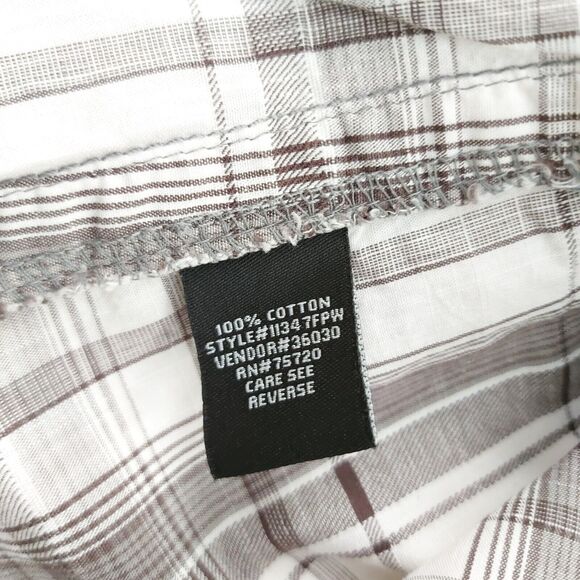 100% COTTON
STYLE#11347FPW
VENDOR#36030
RN#75720
CARE SEE
REVERSE